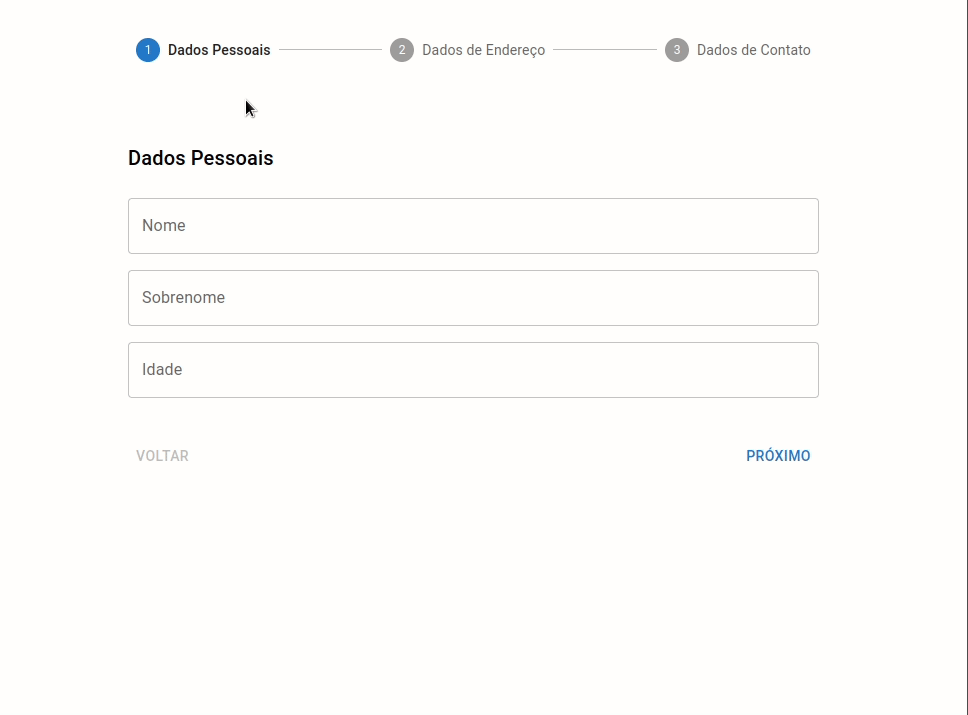 1 Dados Pessoais 2 Dados de Endereço 3 Dados de Contato
Dados Pessoais
Nome
Sobrenome
Idade
VOLTAR PRÓXIMO